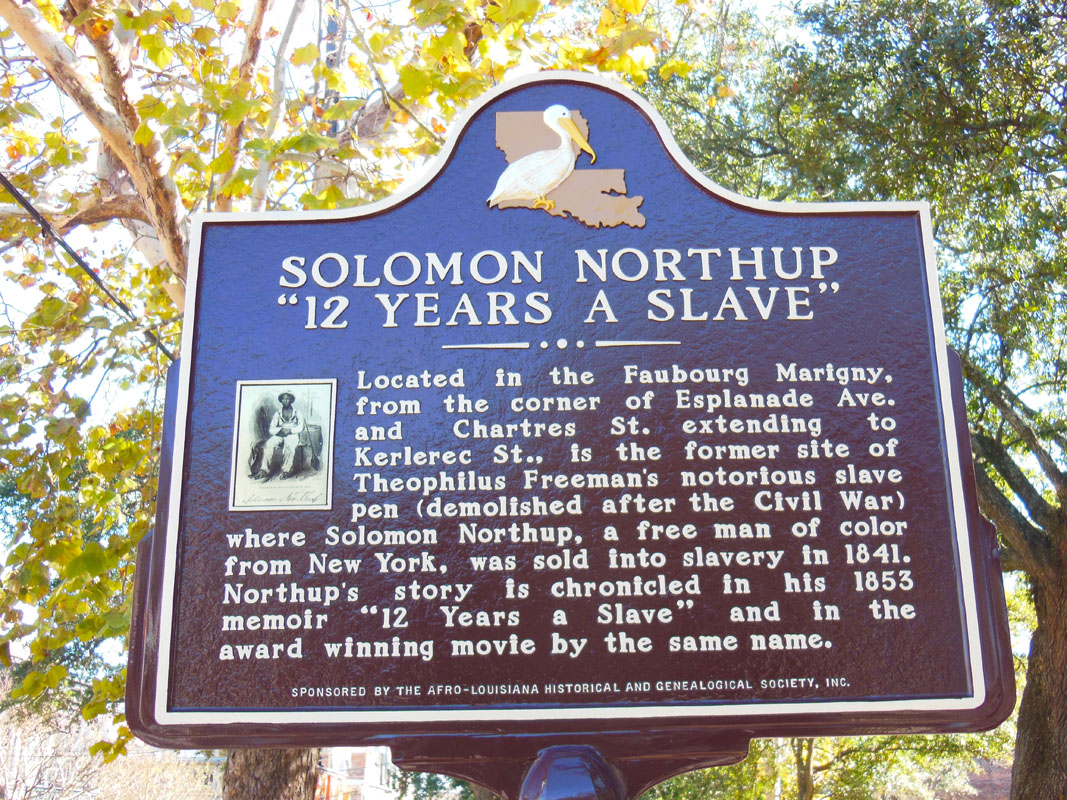 SOLOMON NORTHUP
“12 YEARS A SLAVE”
Located in the Faubourg Marigny,
from the corner of Esplanade Ave.
and Chartres St. extending to
Kerlerec St., is the former site of
Theophilus Freeman's notorious slave
pen (demolished after the Civil War)
where Solomon Northup, a free man of color
from New York, was sold into slavery in 1841.
Northup's story is chronicled in his 1853
memoir “12 Years a Slave” and in the
award winning movie by the same name.
Solomon Northup
SPONSORED BY THE AFRO-LOUISIANA HISTORICAL AND GENEALOGICAL SOCIETY, INC.